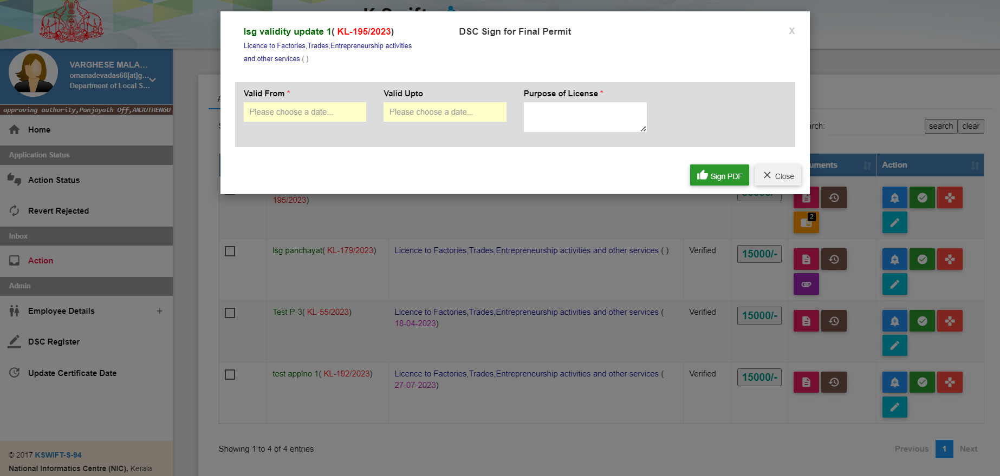 lsg validity update 1( KL-195/2023)
DSC Sign for Final Permit
X
Licence to Factories,Trades,Entrepreneurship activities
and other services ( )
Valid From *
Valid Upto
Purpose of License *
Please choose a date...
Please choose a date...
Sign PDF
Close
VARGHESE MALA...
omanadevadas68[at]g...
Department of Local S...
approving authority,Panjayath Off,ANJUTHENGU
Home
Application Status
Action Status
Revert Rejected
Inbox
Action
Admin
Employee Details +
DSC Register
Update Certificate Date
© 2017 KSWIFT-S-94
National Informatics Centre (NIC), Kerala
search clear
Action
195/2023)
2
lsg panchayat( KL-179/2023) Licence to Factories,Trades,Entrepreneurship activities and other services ( ) Verified 15000/-
Test P-3( KL-55/2023) Licence to Factories,Trades,Entrepreneurship activities and other services ( Verified 15000/-
18-04-2023)
test applno 1( KL-192/2023) Licence to Factories,Trades,Entrepreneurship activities and other services ( Verified 15000/-
27-07-2023)
Showing 1 to 4 of 4 entries
Previous 1 Next